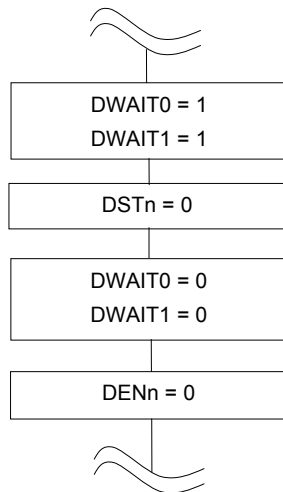 DWAIT0 = 1
DWAIT1 = 1
DSTn = 0
DWAIT0 = 0
DWAIT1 = 0
DENn = 0